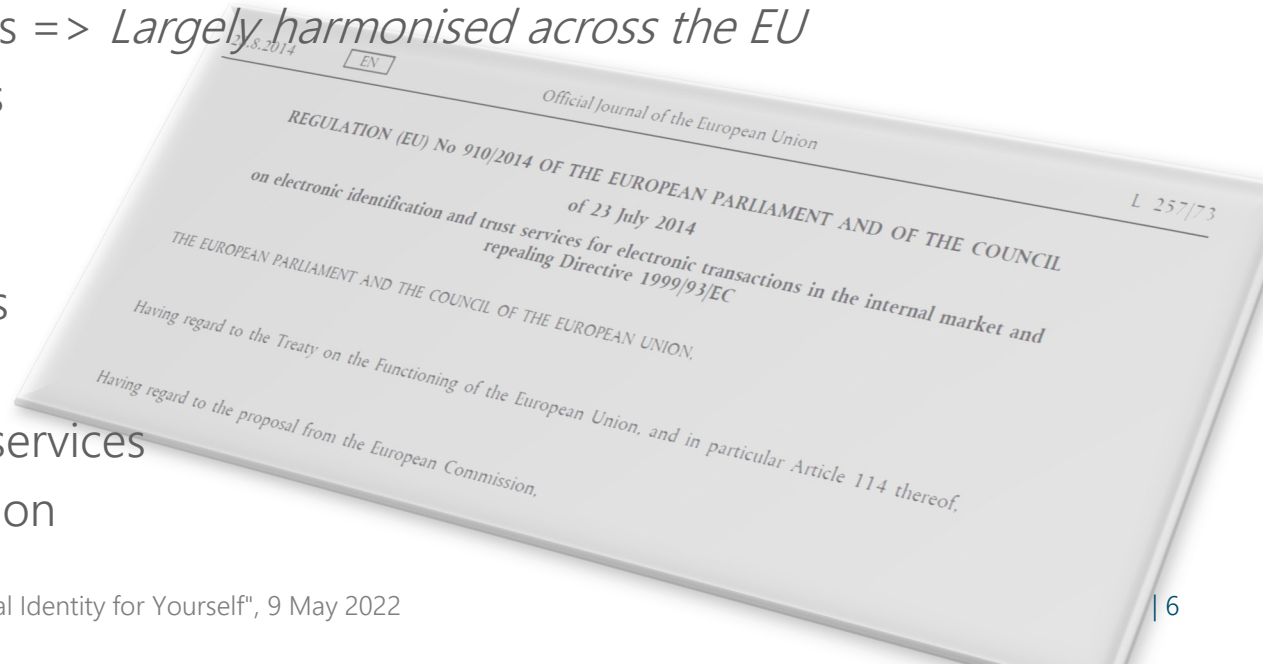 s => Largely harmonised across the EU
s
s
services
on
.8.2014
EN
Official Journal of the European Union
L 257/73
REGULATION (EU) No 910/2014 OF THE EUROPEAN PARLIAMENT AND OF THE COUNCIL
of 23 July 2014
on electronic identification and trust services for electronic transactions in the internal market and
repealing Directive 1999/93/EC
THE EUROPEAN PARLIAMENT AND THE COUNCIL OF THE EUROPEAN UNION,
Having regard to the Treaty on the Functioning of the European Union, and in particular Article 114 thereof,
Having regard to the proposal from the European Commission,
al Identity for Yourself", 9 May 2022
| 6